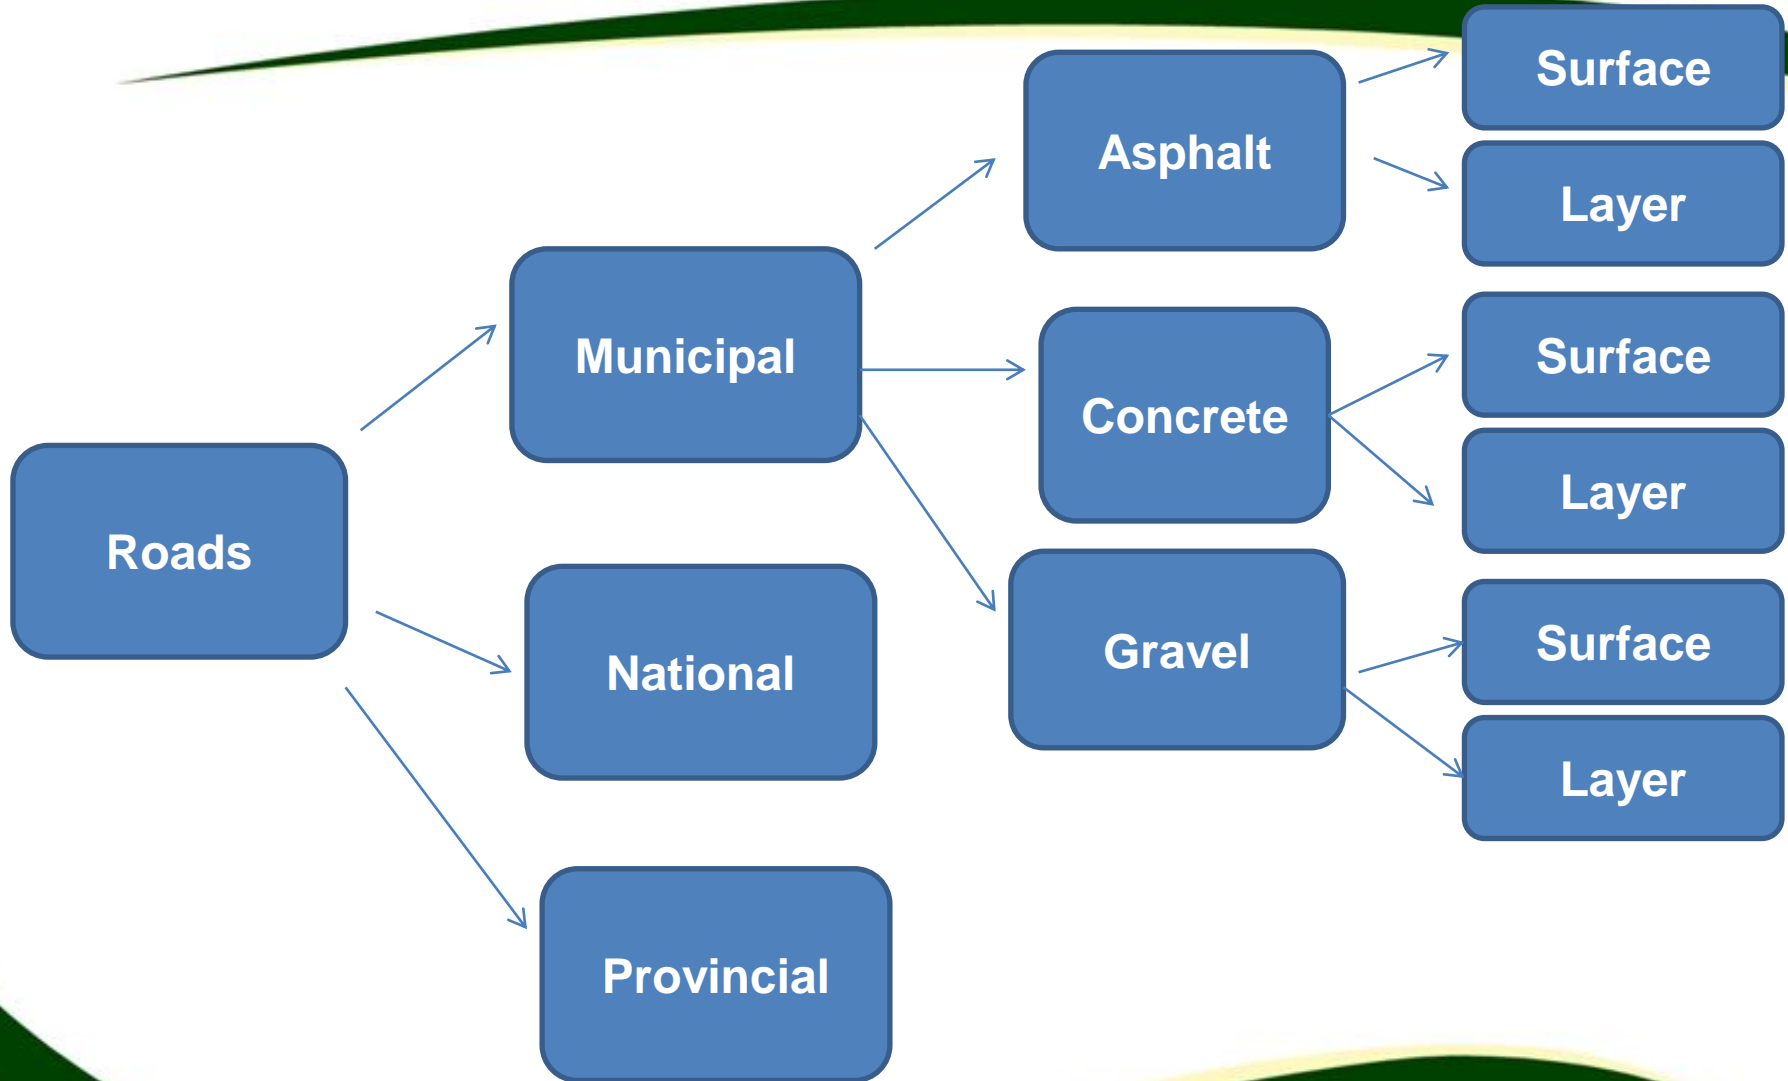 Roads
Municipal
National
Provincial
Asphalt
Concrete
Gravel
Surface
Layer
Surface
Layer
Surface
Layer